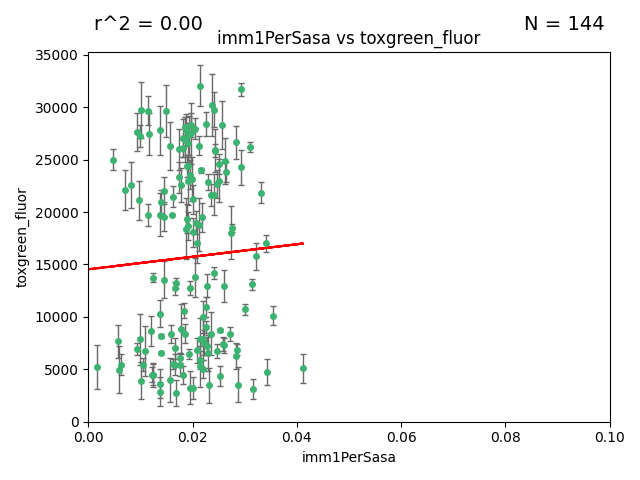 r^2 = 0.00
N = 144
imm1PerSasa vs toxgreen_fluor
35000
30000
25000
20000
15000
10000
5000
0
toxgreen_fluor
0.00
0.02
0.04
0.06
0.08
0.10
imm1PerSasa